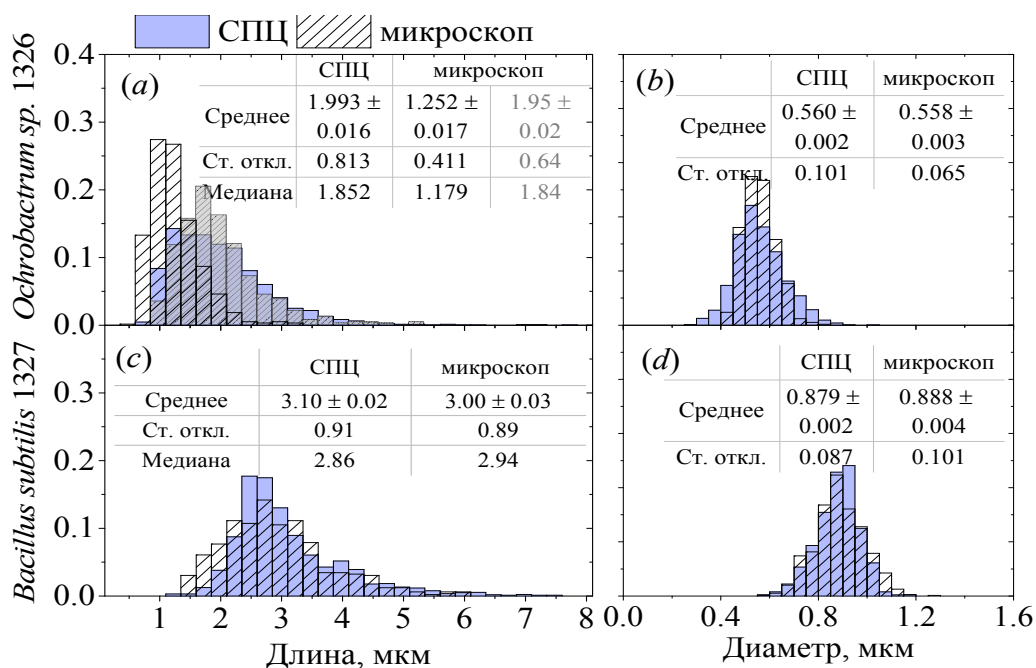 СПЦ микроскоп
Ochrobactrum sp. 1326
0.4
0.3
0.2
0.1
0.0
(a)
СПЦ микроскоп
Среднее 1.993 ± 0.016 1.252 ± 0.017 1.95 ± 0.02
Ст. откл. 0.813 0.411 0.64
Медиана 1.852 1.179 1.84
(b)
СПЦ микроскоп
Среднее 0.560 ± 0.002 0.558 ± 0.003
Ст. откл. 0.101 0.065
Bacillus subtilis 1327
0.3
0.2
0.1
0.0
(c)
СПЦ микроскоп
Среднее 3.10 ± 0.02 3.00 ± 0.03
Ст. откл. 0.91 0.89
Медиана 2.86 2.94
(d)
СПЦ микроскоп
Среднее 0.879 ± 0.002 0.888 ± 0.004
Ст. откл. 0.087 0.101
1 2 3 4 5 6 7 8
Длина, мкм
0.0 0.4 0.8 1.2 1.6
Диаметр, мкм